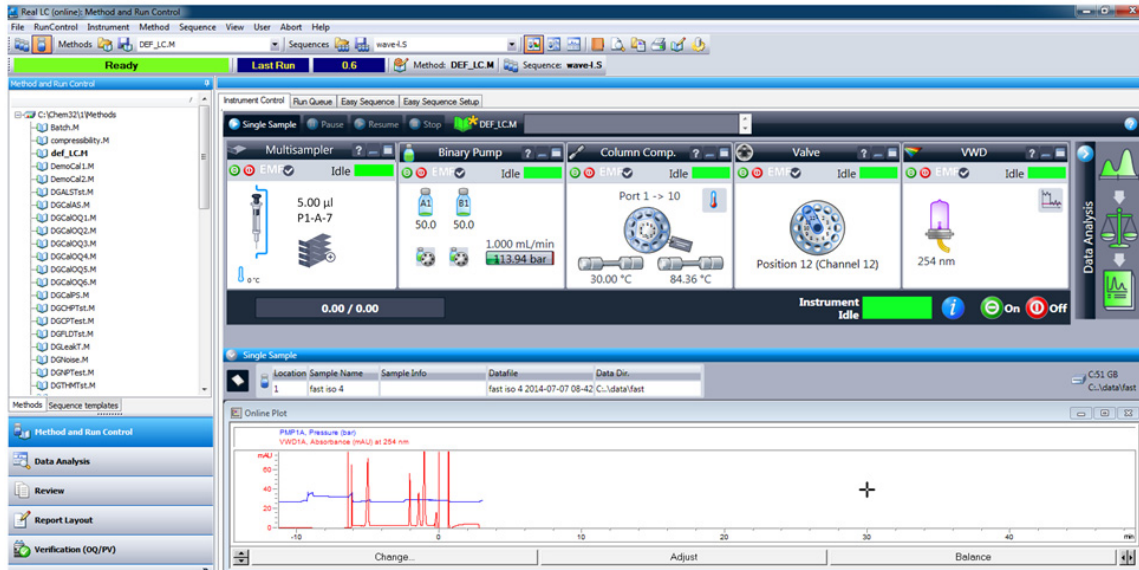 Real LC (online): Method and Run Control
File RunControl Instrument Method Sequence View User Abort Help
Methods DEF_LC.M Sequences wave-l.S
Ready Last Run 0.6 Method: DEF_LC.M Sequence: wave-l.S
Method and Run Control
C:\Chem32\1\Methods
Batch.M
compressibility.M
def_LC.M
DemoCal1.M
DemoCal2.M
DGALSTst.M
DGCalAS.M
DGCalOQ1.M
DGCalOQ2.M
DGCalOQ3.M
DGCalOQ4.M
DGCalOQ5.M
DGCalOQ6.M
DGCalPS.M
DGCHPTst.M
DGCPTest.M
DGFLDTst.M
DGLeakT.M
DGNoise.M
DGNPTest.M
DGTHMTst.M
Methods Sequence templates
Method and Run Control
Data Analysis
Review
Report Layout
Verification (OQ/PV)
Instrument Control Run Queue Easy Sequence Easy Sequence Setup
Single Sample Pause Resume Stop DEF_LC.M
Multisampler ? Binary Pump ? Column Comp. ? Valve ? VWD ?
EMF Idle EMF Idle EMF Idle EMF Idle EMF Idle
5.00 µl
P1-A-7
0 °C
A1 B1
50.0 50.0
1.000 mL/min
113.94 bar
Port 1 -> 10
30.00 °C 84.36 °C
Position 12 (Channel 12)
254 nm
Data Analysis
0.00 / 0.00
Instrument
Idle
On Off
Single Sample
Location Sample Name Sample Info Datafile Data Dir.
1 fast iso 4 fast iso 4 2014-07-07 08-42 C:..\data\fast
C:51 GB
C:..\data\fast
Online Plot
PMP1A, Pressure (bar)
VWD1A, Absorbance (mAU) at 254 nm
mAU
60
40
20
0
-10 0 10 20 30 40 min
Change... Adjust Balance